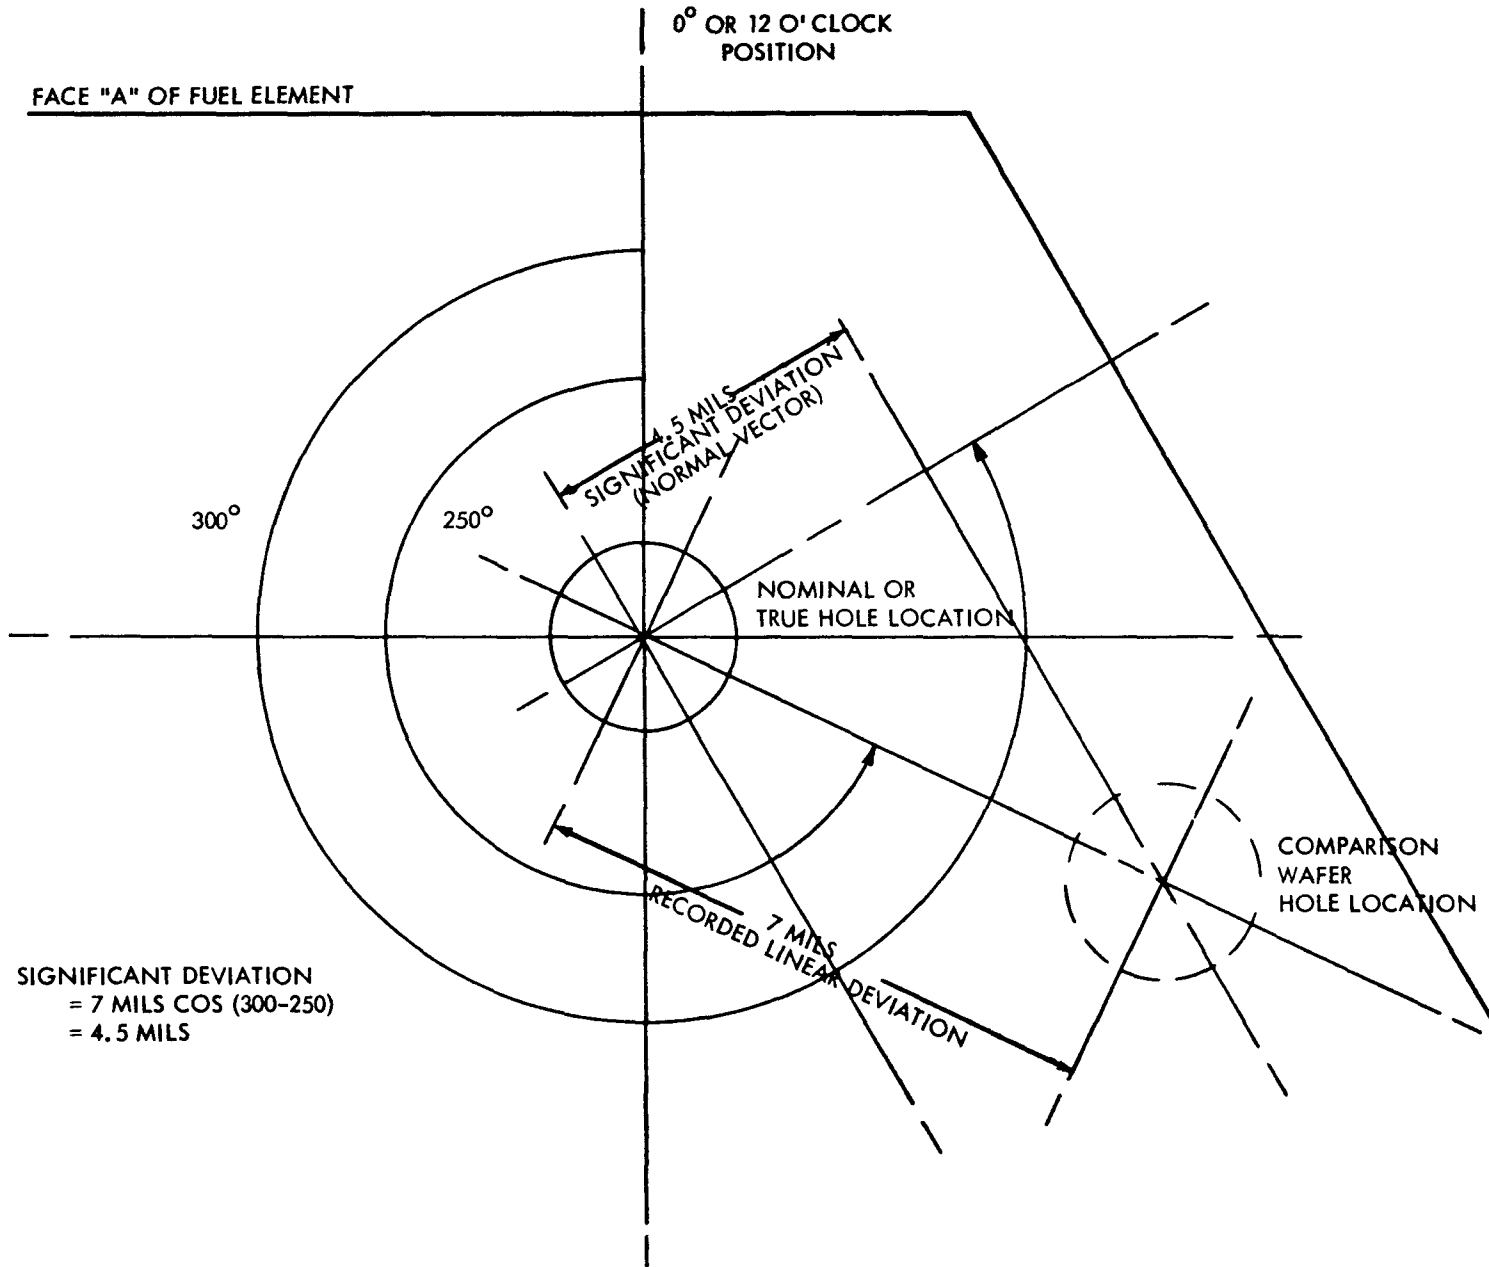 0° OR 12 O'CLOCK
POSITION
FACE "A" OF FUEL ELEMENT
4.5 MILS
SIGNIFICANT DEVIATION
(NORMAL VECTOR)
300°
250°
NOMINAL OR
TRUE HOLE LOCATION
COMPARISON
WAFER
HOLE LOCATION
7 MILS
RECORDED LINEAR DEVIATION
SIGNIFICANT DEVIATION
= 7 MILS COS (300-250)
= 4.5 MILS